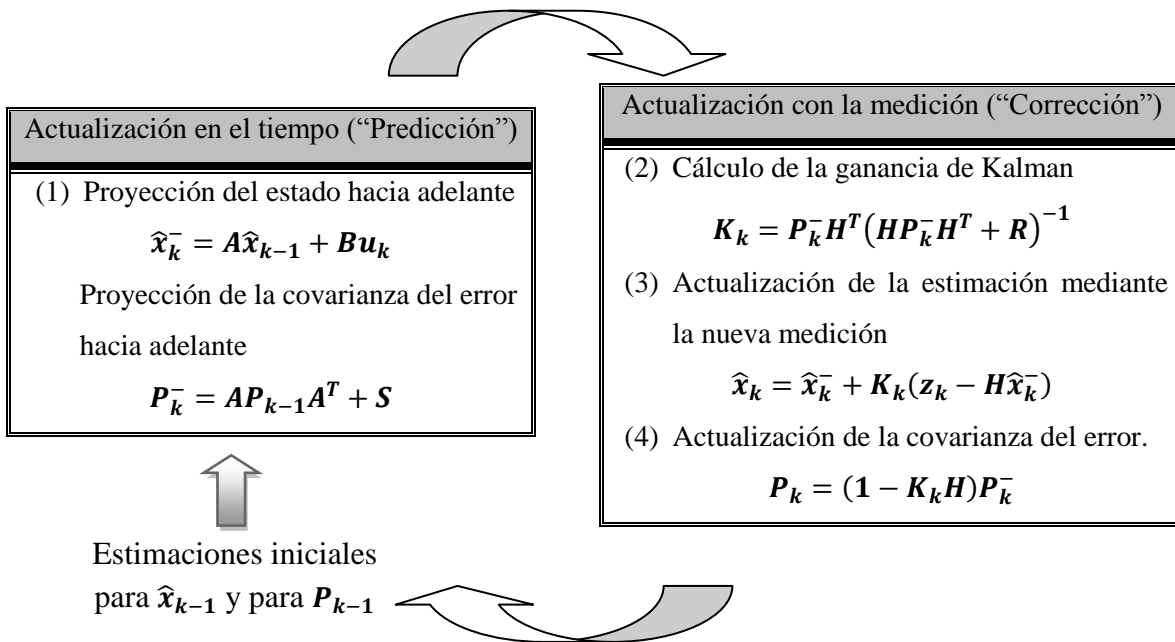 Actualización en el tiempo (“Predicción”)
(1) Proyección del estado hacia adelante
x̂ₖ⁻ = Ax̂ₖ₋₁ + Buₖ
Proyección de la covarianza del error
hacia adelante
Pₖ⁻ = APₖ₋₁Aᵀ + S
Estimaciones iniciales
para x̂ₖ₋₁ y para Pₖ₋₁
Actualización con la medición (“Corrección”)
(2) Cálculo de la ganancia de Kalman
Kₖ = Pₖ⁻Hᵀ(HPₖ⁻Hᵀ + R)⁻¹
(3) Actualización de la estimación mediante
la nueva medición
x̂ₖ = x̂ₖ⁻ + Kₖ(zₖ − Hx̂ₖ⁻)
(4) Actualización de la covarianza del error.
Pₖ = (1 − KₖH)Pₖ⁻